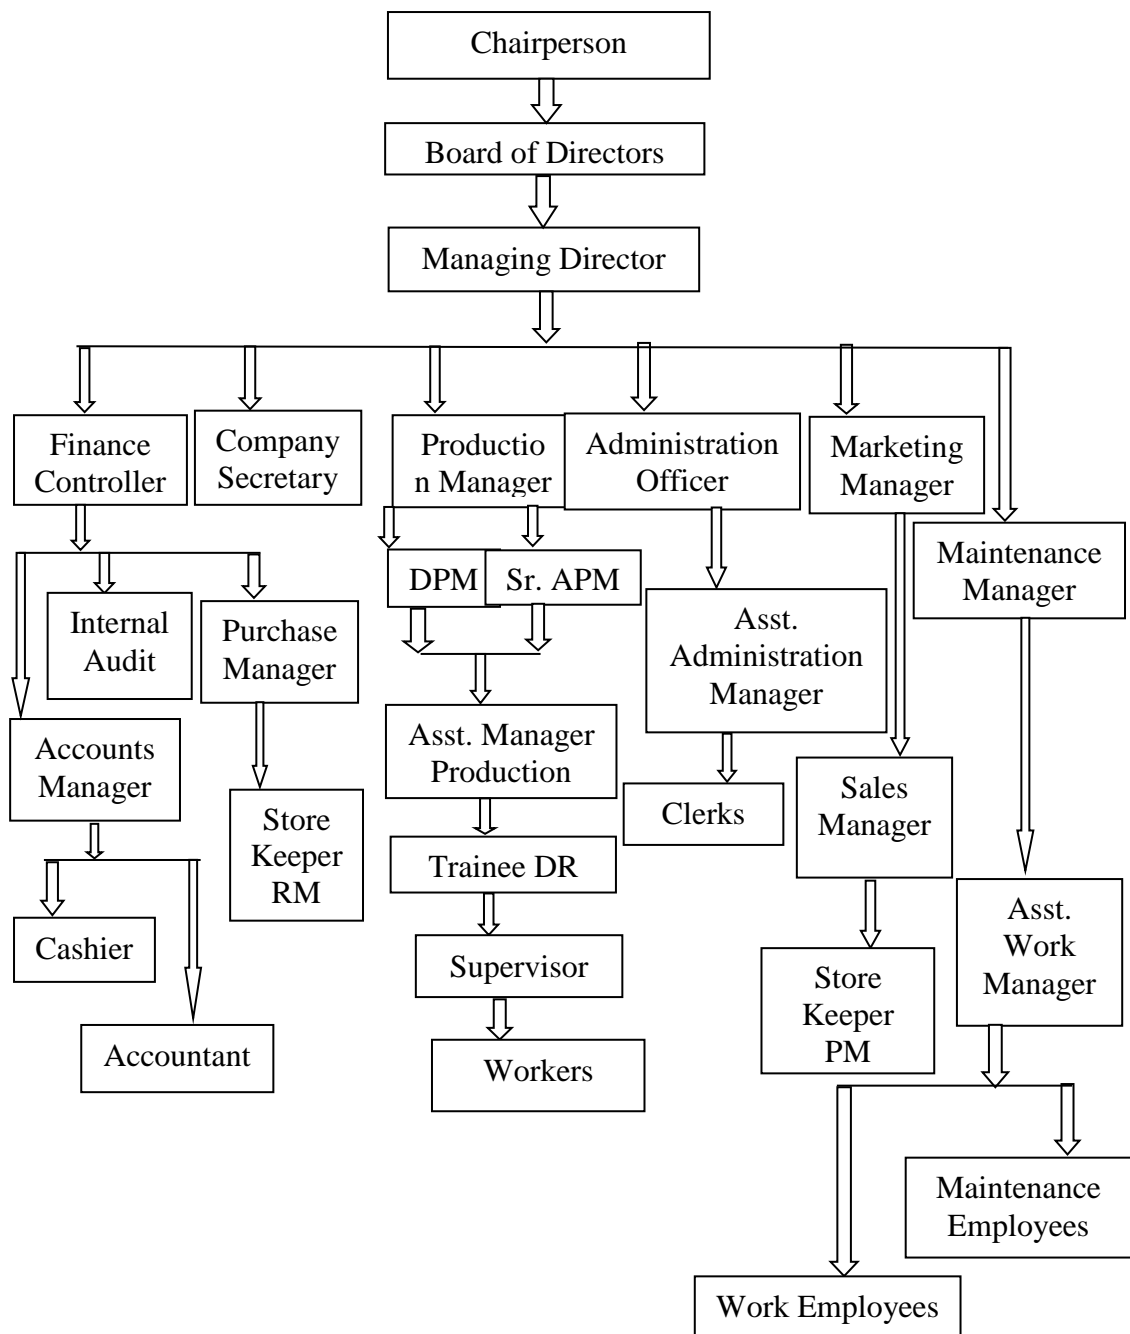 Chairperson
Board of Directors
Managing Director
Finance
Controller
Company
Secretary
Productio
n Manager
Administration
Officer
Marketing
Manager
Maintenance
Manager
DPM
Sr. APM
Internal
Audit
Purchase
Manager
Asst.
Administration
Manager
Accounts
Manager
Asst. Manager
Production
Store
Keeper
RM
Clerks
Sales
Manager
Trainee DR
Asst.
Work
Manager
Cashier
Supervisor
Store
Keeper
PM
Accountant
Workers
Maintenance
Employees
Work Employees